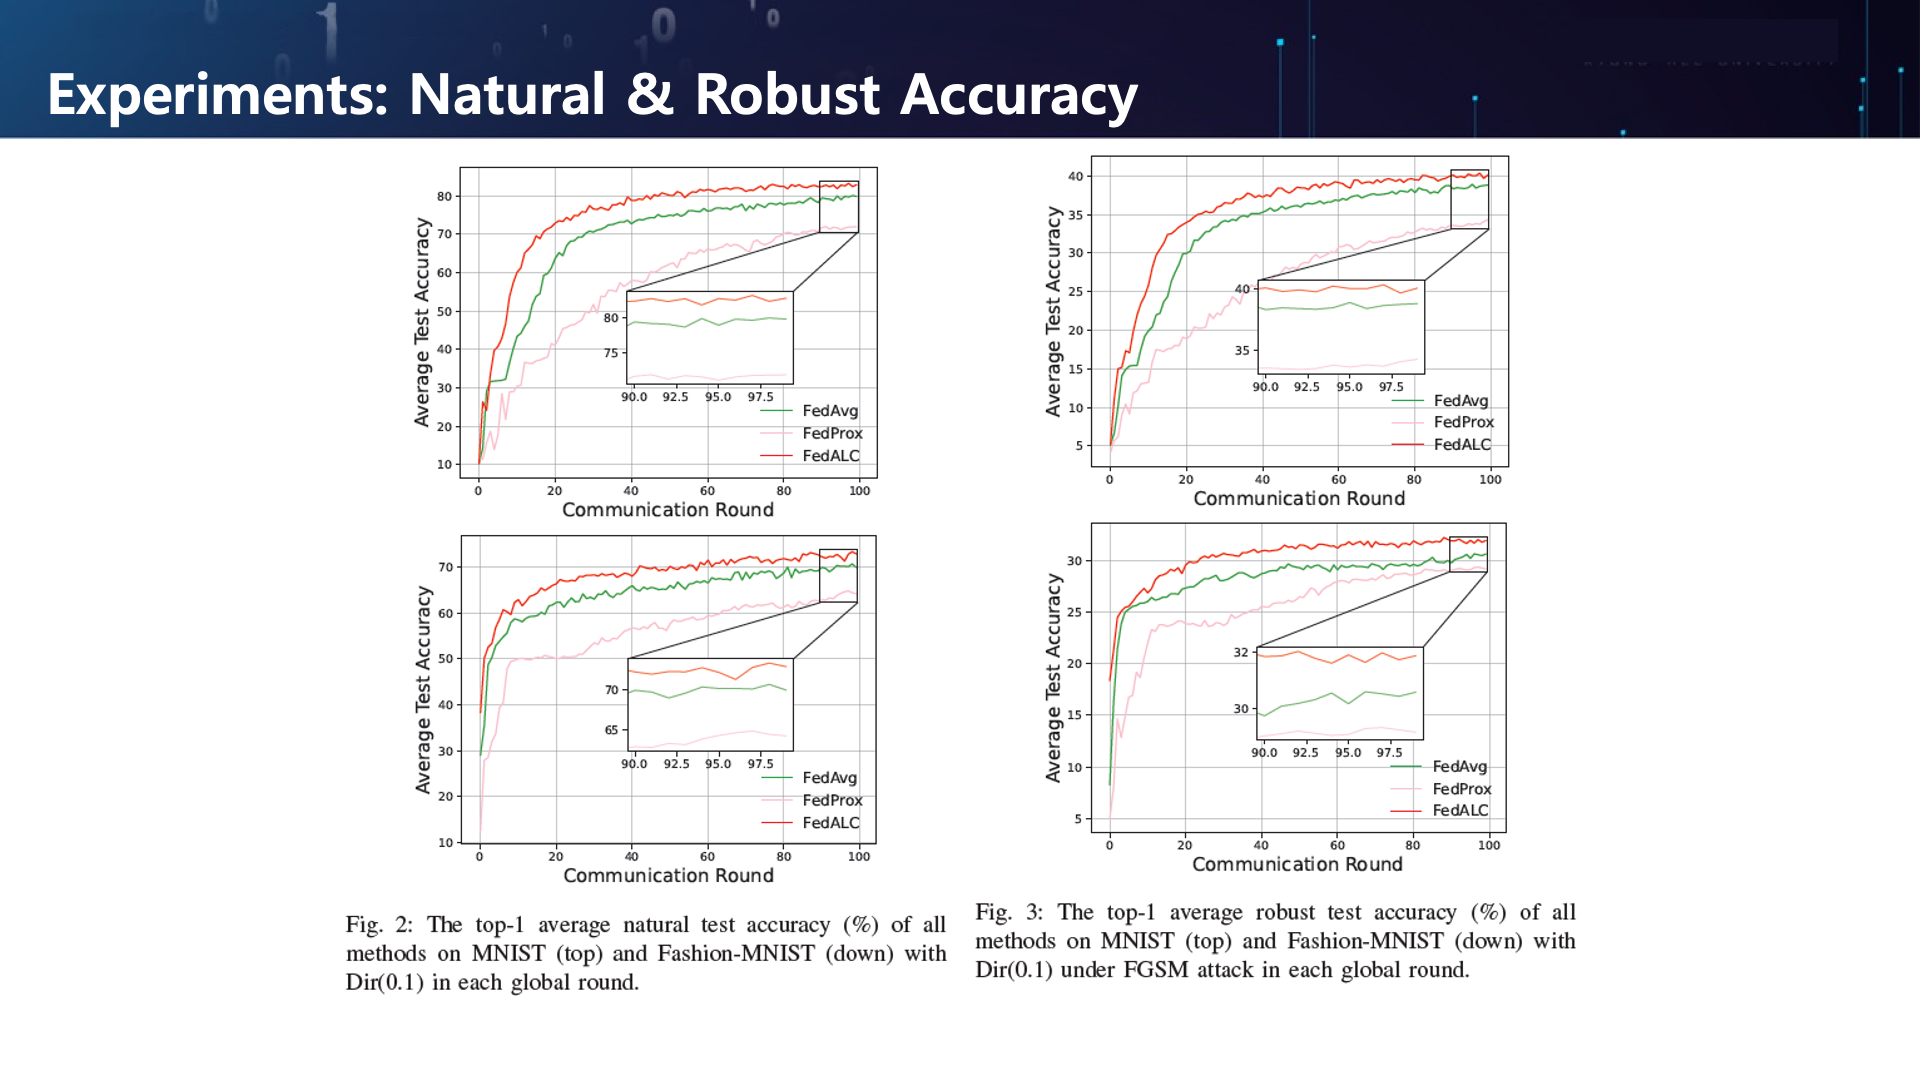 Experiments: Natural & Robust Accuracy
Average Test Accuracy
80
70
60
50
40
30
20
10
80
75
90.0 92.5 95.0 97.5
FedAvg
FedProx
FedALC
0 20 40 60 80 100
Communication Round
Average Test Accuracy
70
60
50
40
30
20
10
70
65
90.0 92.5 95.0 97.5
FedAvg
FedProx
FedALC
0 20 40 60 80 100
Communication Round
Fig. 2: The top-1 average natural test accuracy (%) of all
methods on MNIST (top) and Fashion-MNIST (down) with
Dir(0.1) in each global round.
Average Test Accuracy
40
35
30
25
20
15
10
5
40
35
90.0 92.5 95.0 97.5
FedAvg
FedProx
FedALC
0 20 40 60 80 100
Communication Round
Average Test Accuracy
30
25
20
15
10
5
32
30
90.0 92.5 95.0 97.5
FedAvg
FedProx
FedALC
0 20 40 60 80 100
Communication Round
Fig. 3: The top-1 average robust test accuracy (%) of all
methods on MNIST (top) and Fashion-MNIST (down) with
Dir(0.1) under FGSM attack in each global round.